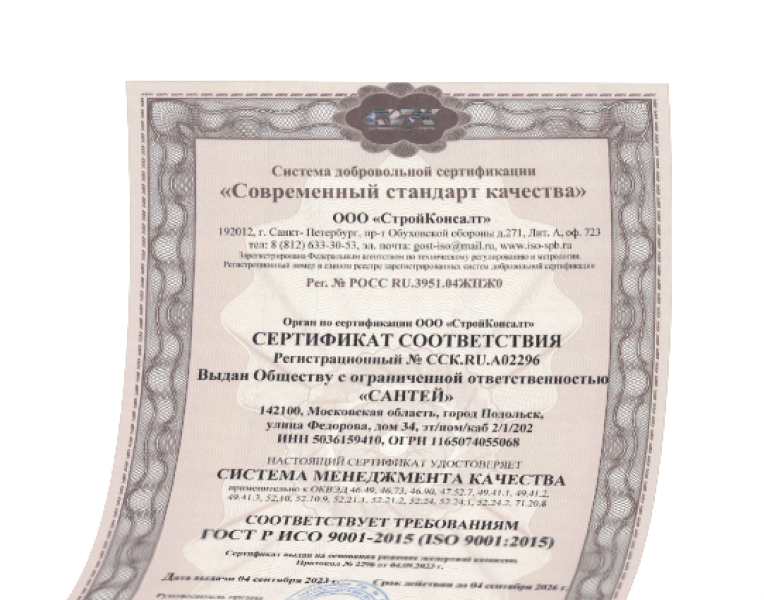 ССК
Система добровольной сертификации
«Современный стандарт качества»
ООО «СтройКонсалт»
192012, г. Санкт- Петербург, пр-т Обуховской обороны д.271, Лит. А, оф. 723
тел: 8 (812) 633-30-53, эл. почта: gost-iso@mail.ru, www.iso-spb.ru
Зарегистрирована Федеральным агентством по техническому регулированию и метрологии.
Регистрационный номер в едином реестре зарегистрированных систем добровольной сертификации
Рег. № РОСС RU.3951.04ЖПЖ0
Орган по сертификации ООО «СтройКонсалт»
СЕРТИФИКАТ СООТВЕТСТВИЯ
Регистрационный № ССК.RU.А02296
Выдан Обществу с ограниченной ответственностью
«САНТЕЙ»
142100, Московская область, город Подольск,
улица Федорова, дом 34, эт/пом/каб 2/1/202
ИНН 5036159410, ОГРН 1165074055068
НАСТОЯЩИЙ СЕРТИФИКАТ УДОСТОВЕРЯЕТ
СИСТЕМА МЕНЕДЖМЕНТА КАЧЕСТВА
применительно к ОКВЭД 46.49, 46.73, 46.90, 47.52.7, 49.41.1, 49.41.2,
49.41.3, 52.10, 52.10.9, 52.21.1, 52.21.2, 52.24, 52.24.1, 52.24.2, 71.20.8
СООТВЕТСТВУЕТ ТРЕБОВАНИЯМ
ГОСТ Р ИСО 9001-2015 (ISO 9001:2015)
Сертификат выдан на основании решения экспертной комиссии
Протокол № 2296 от 04.09.2023 г.
Дата выдачи 04 сентября 2023 г. Срок действия до 04 сентября 2026 г.
Руководитель органа